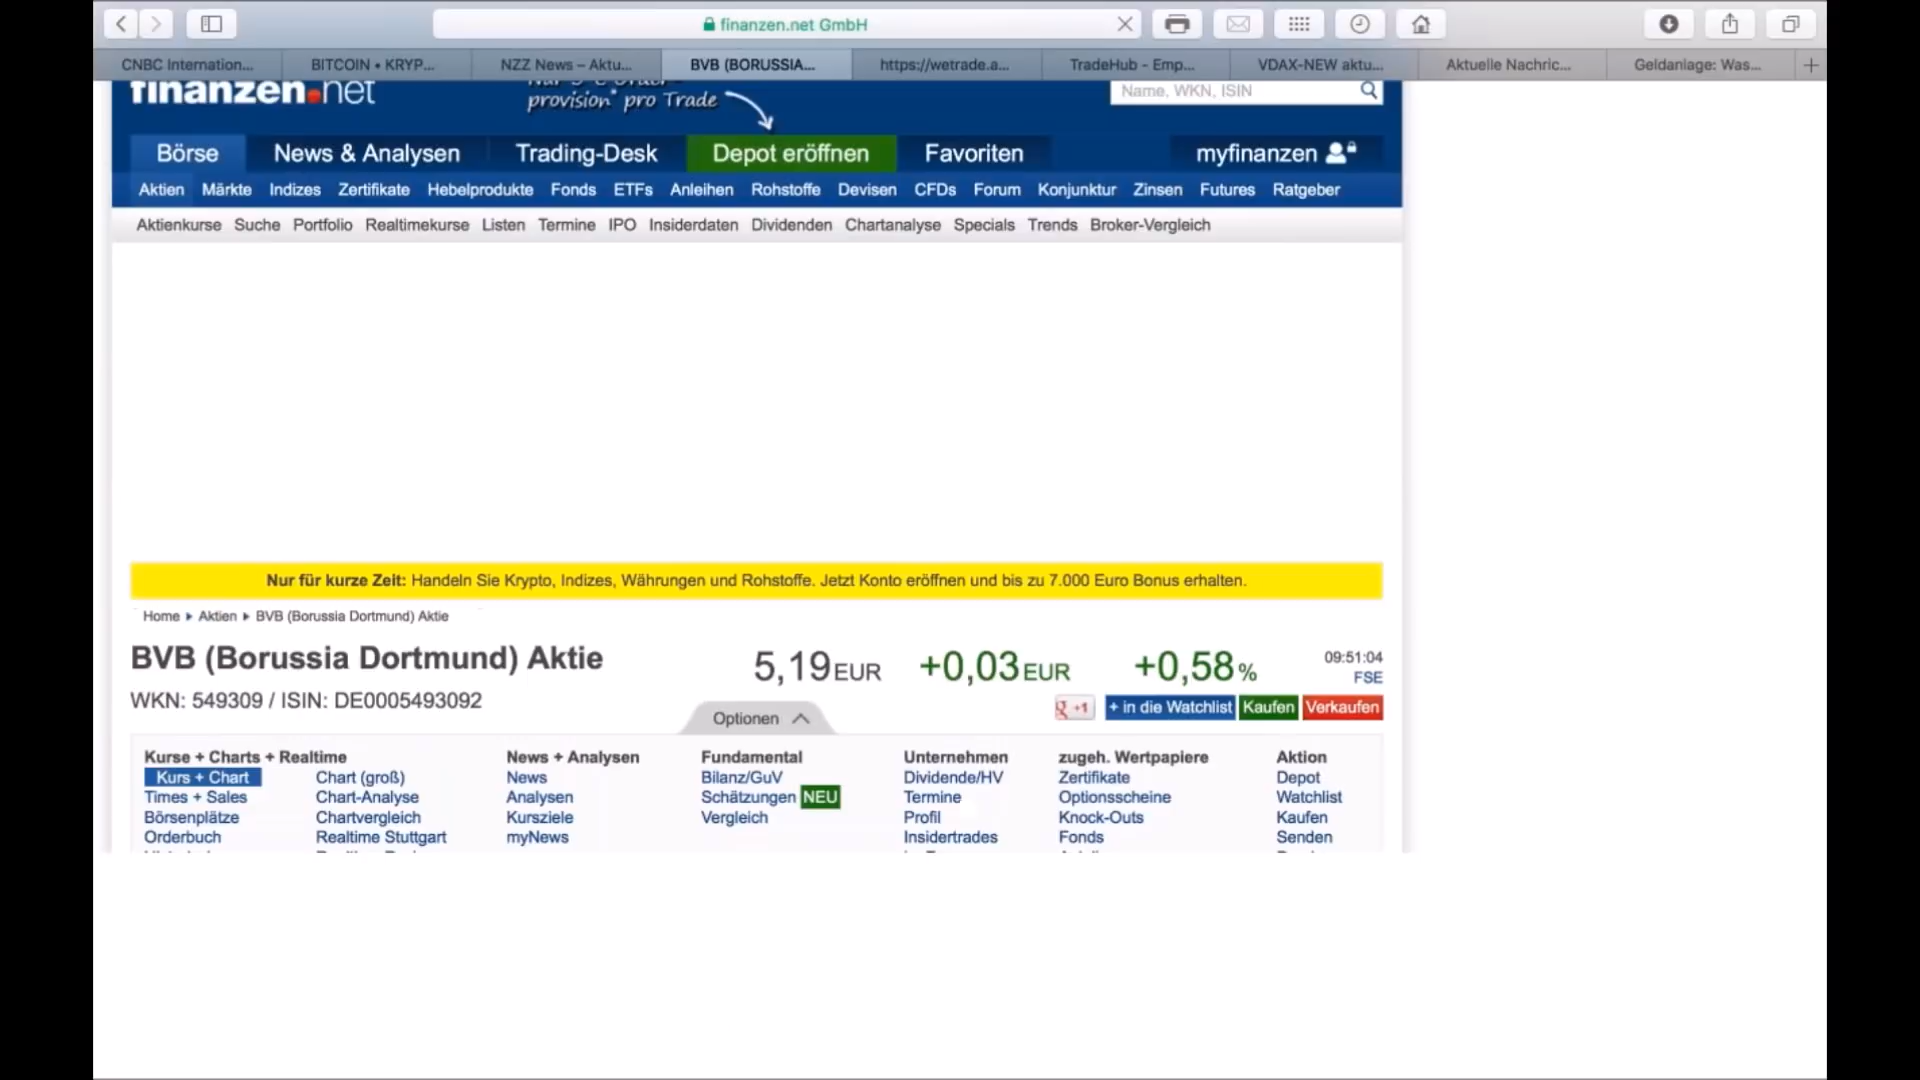 finanzen.net GmbH
CNBC Internation... BITCOIN • KRYP... NZZ News – Aktu... BVB (BORUSSIA... https://wetrade.a... TradeHub - Emp... VDAX-NEW aktu... Aktuelle Nachric... Geldanlage: Was...
finanzen.net
provision* pro Trade
Name, WKN, ISIN
Börse News & Analysen Trading-Desk Depot eröffnen Favoriten myfinanzen
Aktien Märkte Indizes Zertifikate Hebelprodukte Fonds ETFs Anleihen Rohstoffe Devisen CFDs Forum Konjunktur Zinsen Futures Ratgeber
Aktienkurse Suche Portfolio Realtimekurse Listen Termine IPO Insiderdaten Dividenden Chartanalyse Specials Trends Broker-Vergleich
Nur für kurze Zeit: Handeln Sie Krypto, Indizes, Währungen und Rohstoffe. Jetzt Konto eröffnen und bis zu 7.000 Euro Bonus erhalten.
Home Aktien BVB (Borussia Dortmund) Aktie
BVB (Borussia Dortmund) Aktie 5,19 EUR +0,03 EUR +0,58 % 09:51:04
FSE
WKN: 549309 / ISIN: DE0005493092
g +1 + in die Watchlist Kaufen Verkaufen
Optionen
Kurse + Charts + Realtime News + Analysen Fundamental Unternehmen zugeh. Wertpapiere Aktion
Kurs + Chart Chart (groß) News Bilanz/GuV Dividende/HV Zertifikate Depot
Times + Sales Chart-Analyse Analysen Schätzungen NEU Termine Optionsscheine Watchlist
Börsenplätze Chartvergleich Kursziele Vergleich Profil Knock-Outs Kaufen
Orderbuch Realtime Stuttgart myNews Insidertrades Fonds Senden